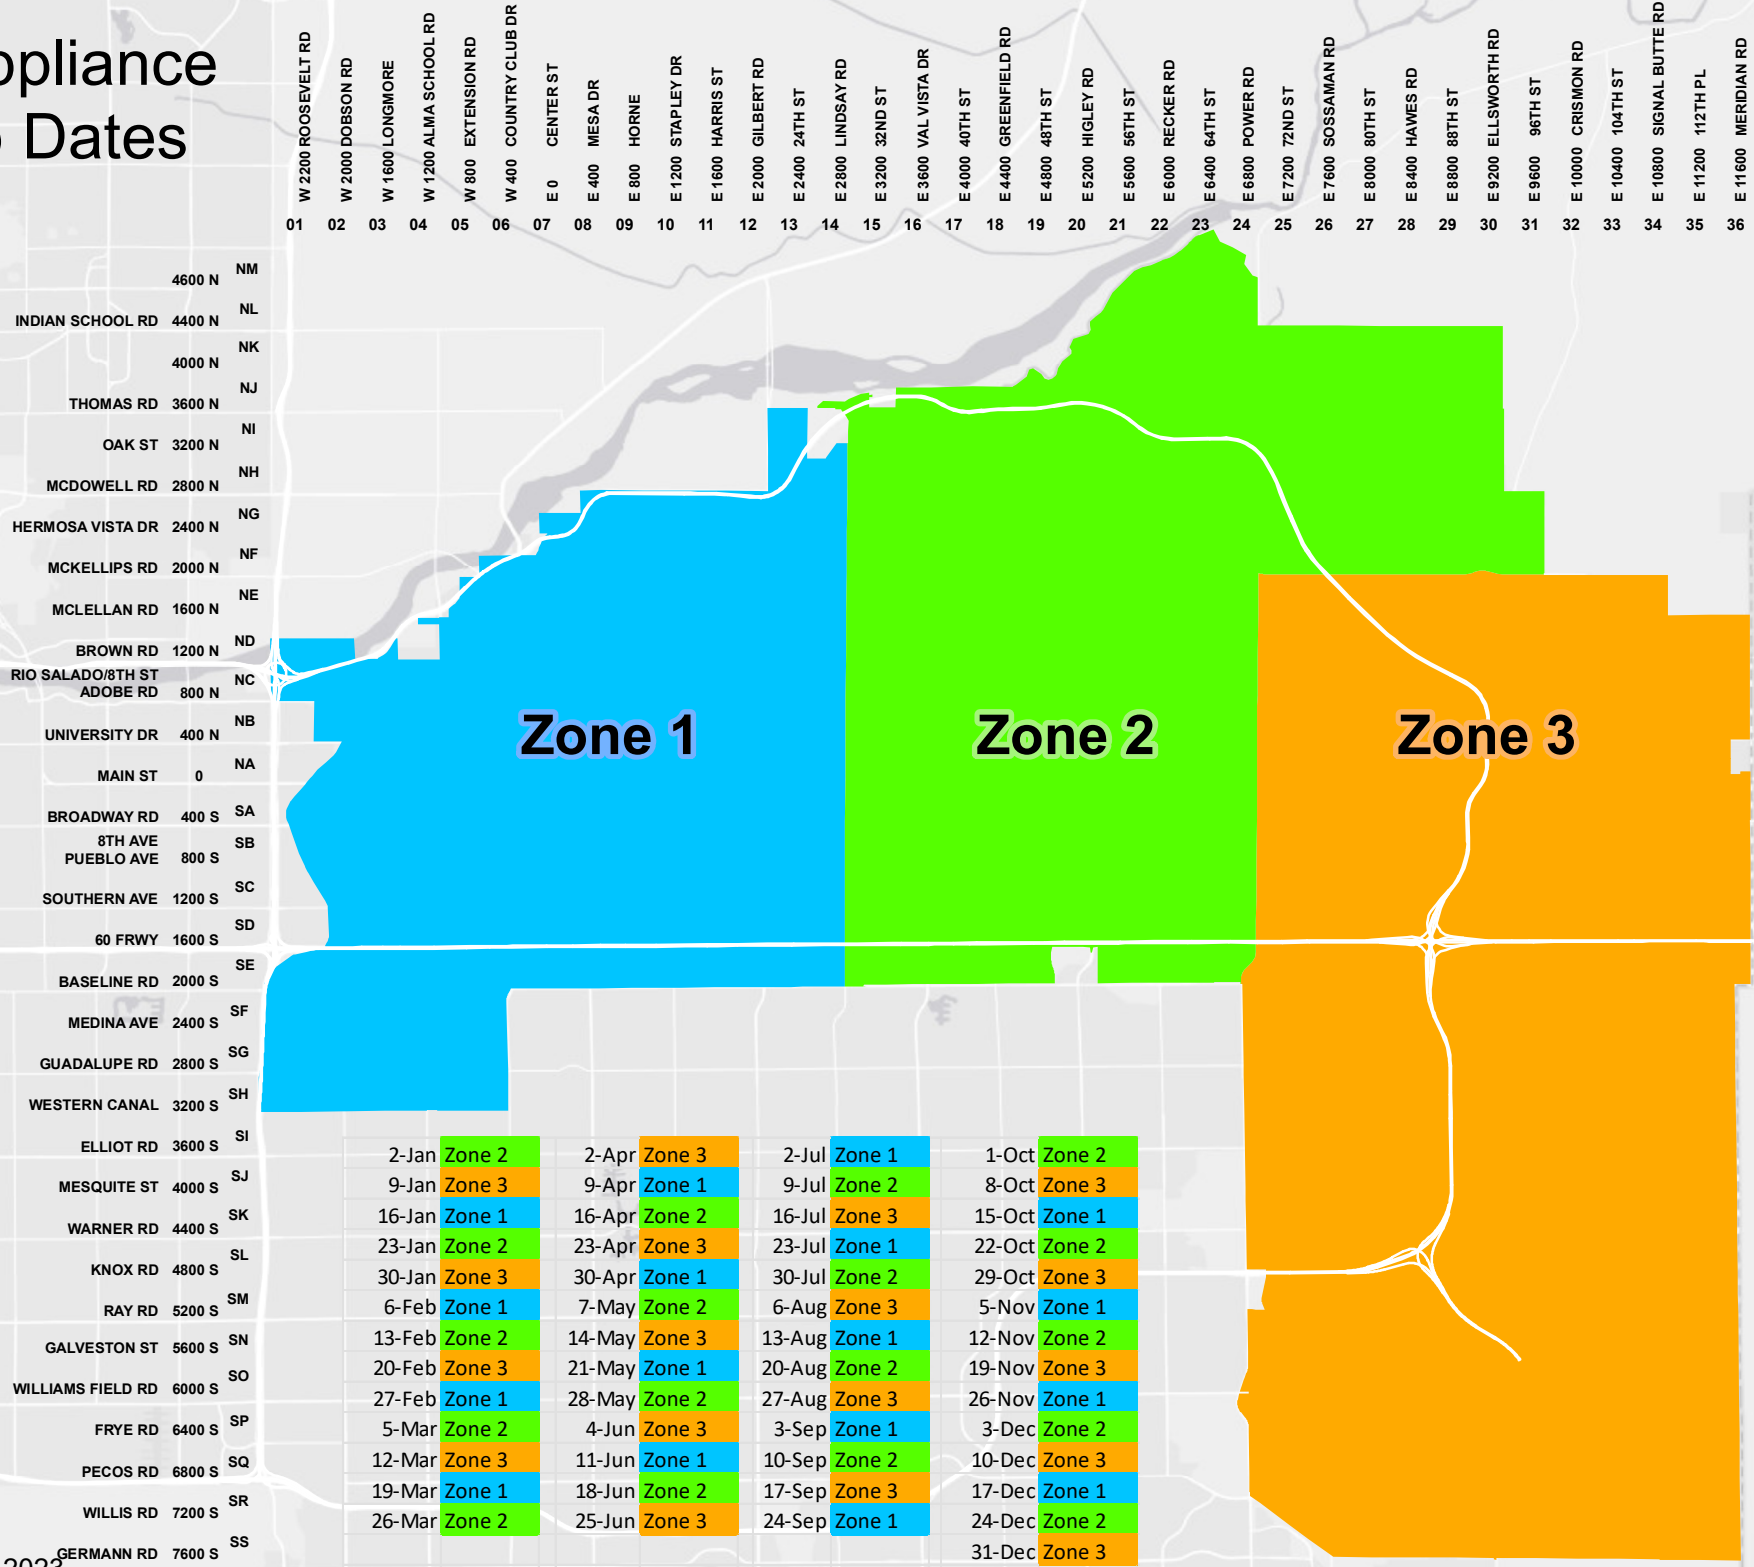 ppliance
Dates
W 2200 ROOSEVELT RD
W 2000 DOBSON RD
W 1600 LONGMORE
W 1200 ALMA SCHOOL RD
W 800 EXTENSION RD
W 400 COUNTRY CLUB DR
E 0 CENTER ST
E 400 MESA DR
E 800 HORNE
E 1200 STAPLEY DR
E 1600 HARRIS ST
E 2000 GILBERT RD
E 2400 24TH ST
E 2800 LINDSAY RD
E 3200 32ND ST
E 3600 VAL VISTA DR
E 4000 40TH ST
E 4400 GREENFIELD RD
E 4800 48TH ST
E 5200 HIGLEY RD
E 5600 56TH ST
E 6000 RECKER RD
E 6400 64TH ST
E 6800 POWER RD
E 7200 72ND ST
E 7600 SOSSAMAN RD
E 8000 80TH ST
E 8400 HAWES RD
E 8800 88TH ST
E 9200 ELLSWORTH RD
E 9600 96TH ST
E 10000 CRISMON RD
E 10400 104TH ST
E 10800 SIGNAL BUTTE RD
E 11200 112TH PL
E 11600 MERIDIAN RD
01 02 03 04 05 06 07 08 09 10 11 12 13 14 15 16 17 18 19 20 21 22 23 24 25 26 27 28 29 30 31 32 33 34 35 36
NM
4600 N
NL
INDIAN SCHOOL RD 4400 N
NK
4000 N
NJ
THOMAS RD 3600 N
NI
OAK ST 3200 N
NH
MCDOWELL RD 2800 N
NG
HERMOSA VISTA DR 2400 N
NF
MCKELLIPS RD 2000 N
NE
MCLELLAN RD 1600 N
ND
BROWN RD 1200 N
RIO SALADO/8TH ST
NC
ADOBE RD 800 N
NB
UNIVERSITY DR 400 N
NA
MAIN ST 0
SA
BROADWAY RD 400 S
8TH AVE
SB
PUEBLO AVE 800 S
SC
SOUTHERN AVE 1200 S
SD
60 FRWY 1600 S
SE
BASELINE RD 2000 S
SF
MEDINA AVE 2400 S
SG
GUADALUPE RD 2800 S
SH
WESTERN CANAL 3200 S
SI
ELLIOT RD 3600 S
SJ
MESQUITE ST 4000 S
SK
WARNER RD 4400 S
SL
KNOX RD 4800 S
SM
RAY RD 5200 S
SN
GALVESTON ST 5600 S
SO
WILLIAMS FIELD RD 6000 S
SP
FRYE RD 6400 S
SQ
PECOS RD 6800 S
SR
WILLIS RD 7200 S
SS
GERMANN RD 7600 S
2023
Zone 1
Zone 2
Zone 3
2-Jan Zone 2 2-Apr Zone 3 2-Jul Zone 1 1-Oct Zone 2
9-Jan Zone 3 9-Apr Zone 1 9-Jul Zone 2 8-Oct Zone 3
16-Jan Zone 1 16-Apr Zone 2 16-Jul Zone 3 15-Oct Zone 1
23-Jan Zone 2 23-Apr Zone 3 23-Jul Zone 1 22-Oct Zone 2
30-Jan Zone 3 30-Apr Zone 1 30-Jul Zone 2 29-Oct Zone 3
6-Feb Zone 1 7-May Zone 2 6-Aug Zone 3 5-Nov Zone 1
13-Feb Zone 2 14-May Zone 3 13-Aug Zone 1 12-Nov Zone 2
20-Feb Zone 3 21-May Zone 1 20-Aug Zone 2 19-Nov Zone 3
27-Feb Zone 1 28-May Zone 2 27-Aug Zone 3 26-Nov Zone 1
5-Mar Zone 2 4-Jun Zone 3 3-Sep Zone 1 3-Dec Zone 2
12-Mar Zone 3 11-Jun Zone 1 10-Sep Zone 2 10-Dec Zone 3
19-Mar Zone 1 18-Jun Zone 2 17-Sep Zone 3 17-Dec Zone 1
26-Mar Zone 2 25-Jun Zone 3 24-Sep Zone 1 24-Dec Zone 2
31-Dec Zone 3